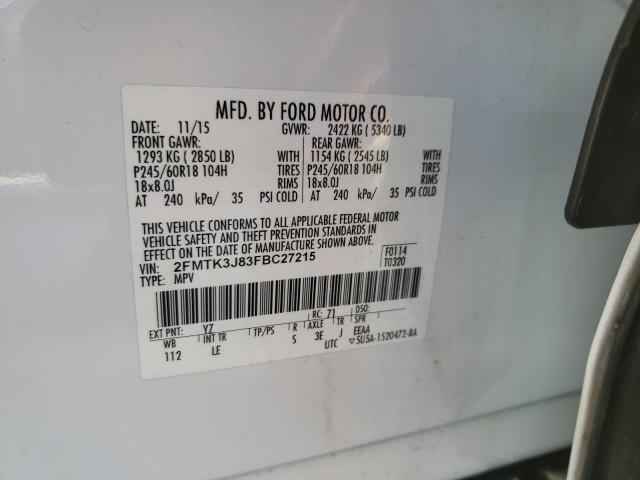 MFD. BY FORD MOTOR CO.
DATE: 11/15 GVWR: 2422 KG ( 5340 LB)
FRONT GAWR: REAR GAWR:
1293 KG ( 2850 LB) WITH 1154 KG ( 2545 LB) WITH
P245/60R18 104H TIRES P245/60R18 104H TIRES
18x8.0J RIMS 18x8.0J RIMS
AT 240 kPa/ 35 PSI COLD AT 240 kPa/ 35 PSI COLD
THIS VEHICLE CONFORMS TO ALL APPLICABLE FEDERAL MOTOR
VEHICLE SAFETY AND THEFT PREVENTION STANDARDS IN
EFFECT ON THE DATE OF MANUFACTURE SHOWN ABOVE.
VIN: 2FMTK3J83FBC27215 F0114
TYPE: MPV T0320
EXT PNT: YZ RC: 71 DSO:
WB INT TR TP/PS R AXLE TR SPR
112 LE S 3E J EEAA
UTC ▽5U5A-1520472-BA